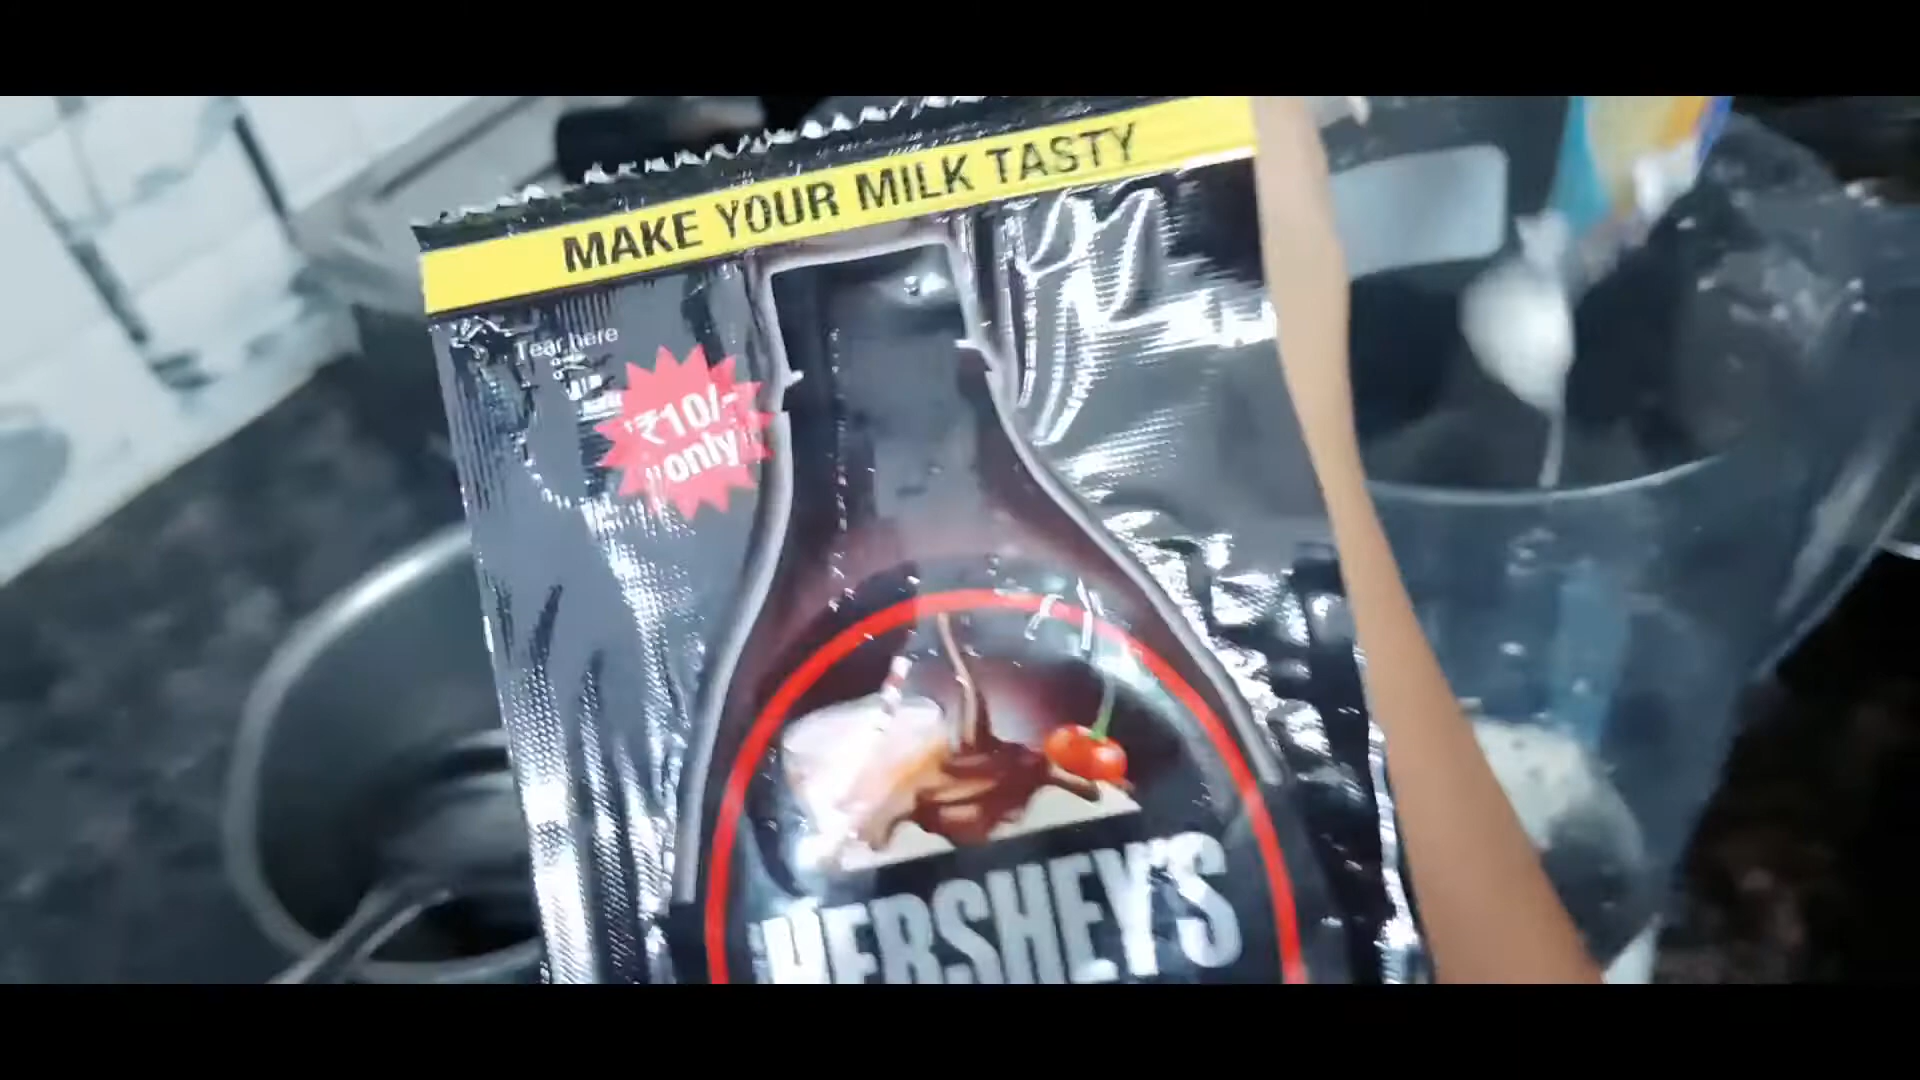 MAKE YOUR MILK TASTY
Tear here
₹10/-
only
HERSHEY'S